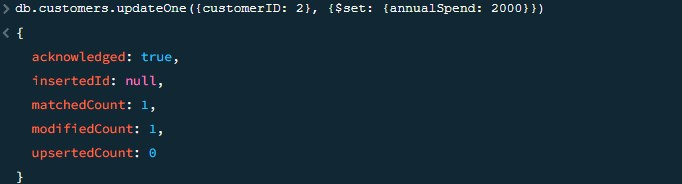 > db.customers.updateOne({customerID: 2}, {$set: {annualSpend: 2000}})
< {
acknowledged: true,
insertedId: null,
matchedCount: 1,
modifiedCount: 1,
upsertedCount: 0
}